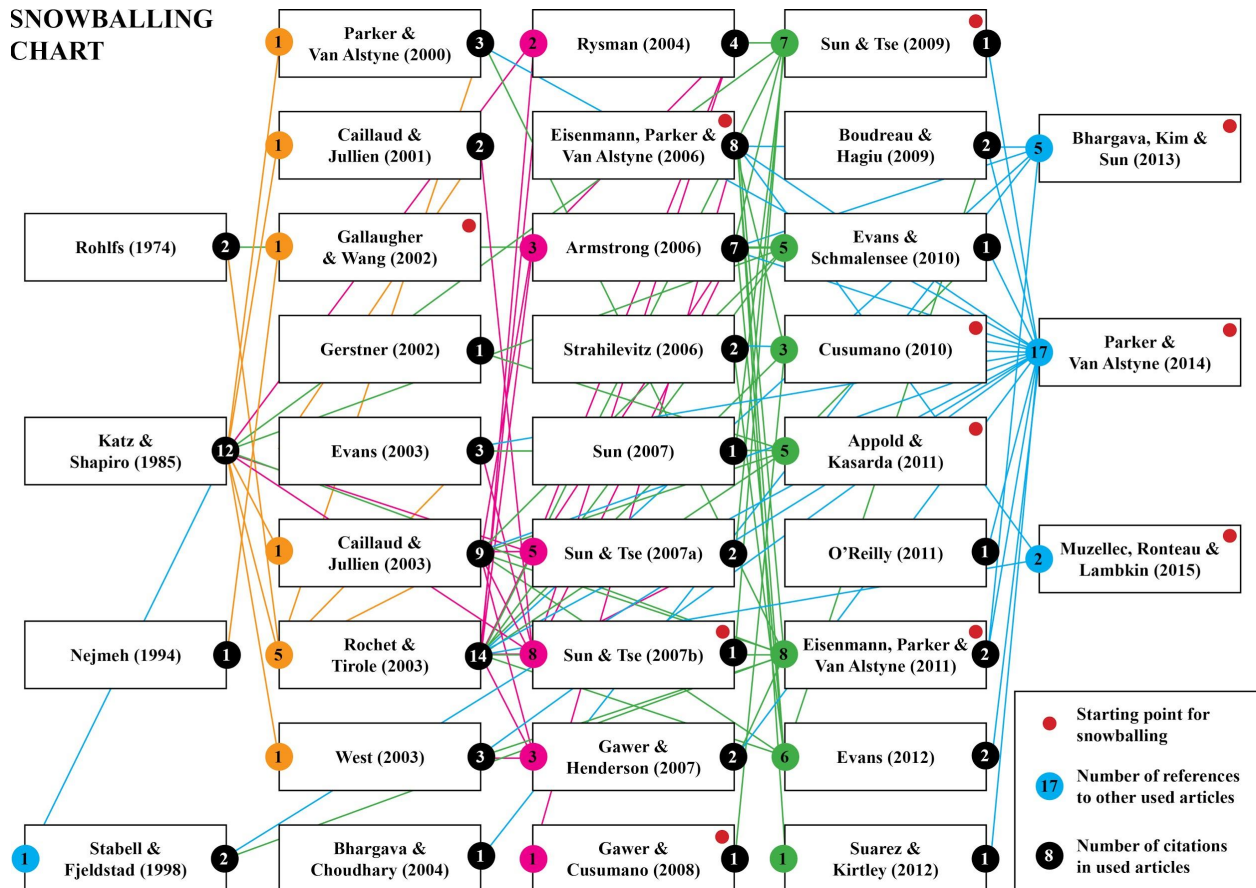 SNOWBALLING
CHART
Rohlfs (1974)
2
Katz &
Shapiro (1985)
12
Nejmeh (1994)
1
1
Stabell &
Fjeldstad (1998)
2
1
Parker &
Van Alstyne (2000)
3
1
Caillaud &
Jullien (2001)
2
1
Gallaugher
& Wang (2002)
Gerstner (2002)
1
Evans (2003)
3
1
Caillaud &
Jullien (2003)
9
5
Rochet &
Tirole (2003)
14
1
West (2003)
3
Bhargava &
Choudhary (2004)
1
2
Rysman (2004)
4
Eisenmann, Parker &
Van Alstyne (2006)
8
3
Armstrong (2006)
7
Strahilevitz (2006)
2
Sun (2007)
1
5
Sun & Tse (2007a)
2
8
Sun & Tse (2007b)
1
3
Gawer &
Henderson (2007)
2
1
Gawer &
Cusumano (2008)
1
7
Sun & Tse 2009)
1
Boudreau &
Hagiu (2009)
2
5
Evans &
Schmalensee (2010)
1
3
Cusumano (2010)
5
Appold &
Kasarda (2011)
O’Reilly (2011)
1
8
Eisenmann, Parker &
Van Alstyne (2011)
2
6
Evans (2012)
2
1
Suarez &
Kirtley (2012)
1
5
Bhargava, Kim &
Sun (2013)
17
Parker &
Van Alstyne (2014)
2
Muzellec, Ronteau &
Lambkin (2015)
Starting point for
snowballing
17
Number of references
to other used articles
8
Number of citations
in used articles